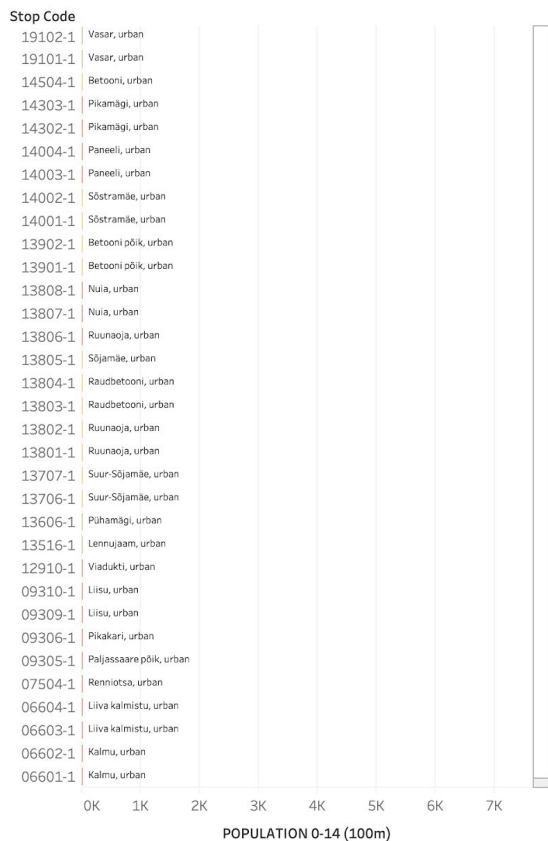 Stop Code
19102-1 Vasar, urban
19101-1 Vasar, urban
14504-1 Betooni, urban
14303-1 Pikamägi, urban
14302-1 Pikamägi, urban
14004-1 Paneeli, urban
14003-1 Paneeli, urban
14002-1 Sõstramäe, urban
14001-1 Sõstramäe, urban
13902-1 Betooni põik, urban
13901-1 Betooni põik, urban
13808-1 Nuia, urban
13807-1 Nuia, urban
13806-1 Ruunaoja, urban
13805-1 Sõjamäe, urban
13804-1 Raudbetooni, urban
13803-1 Raudbetooni, urban
13802-1 Ruunaoja, urban
13801-1 Ruunaoja, urban
13707-1 Suur-Sõjamäe, urban
13706-1 Suur-Sõjamäe, urban
13606-1 Pühamägi, urban
13516-1 Lennujaam, urban
12910-1 Viadukti, urban
09310-1 Liisu, urban
09309-1 Liisu, urban
09306-1 Pikakari, urban
09305-1 Paljassaare põik, urban
07504-1 Renniotsa, urban
06604-1 Liiva kalmistu, urban
06603-1 Liiva kalmistu, urban
06602-1 Kalmu, urban
06601-1 Kalmu, urban
0K 1K 2K 3K 4K 5K 6K 7K
POPULATION 0-14 (100m)